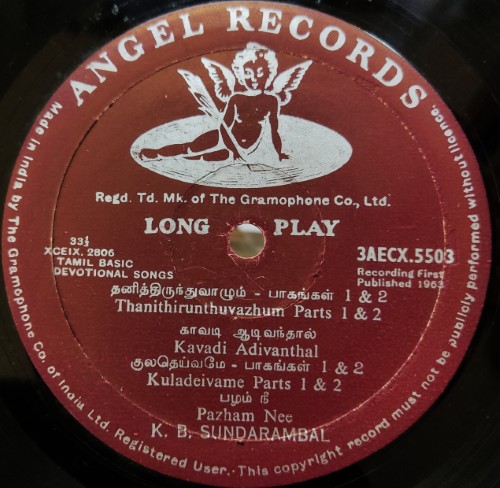 ANGEL RECORDS
Regd. Td. Mk. of The Gramophone Co., Ltd.
LONG PLAY
33⅓
XCEIX. 2806
TAMIL BASIC
DEVOTIONAL SONGS
3AECX.5503
Recording First
Published 1963
தனித்திருந்துவாழும் - பாகங்கள் 1 & 2
Thanithirunthuvazhum Parts 1 & 2
காவடி ஆடிவந்தால்
Kavadi Adivanthal
குலதெய்வமே - பாகங்கள் 1 & 2
Kuladeivame Parts 1 & 2
பழம் நீ
Pazham Nee
K. B. SUNDARAMBAL
Made in India by The Gramophone Co. of India Ltd. Registered User. - This copyright record must not be publicly performed without licence.